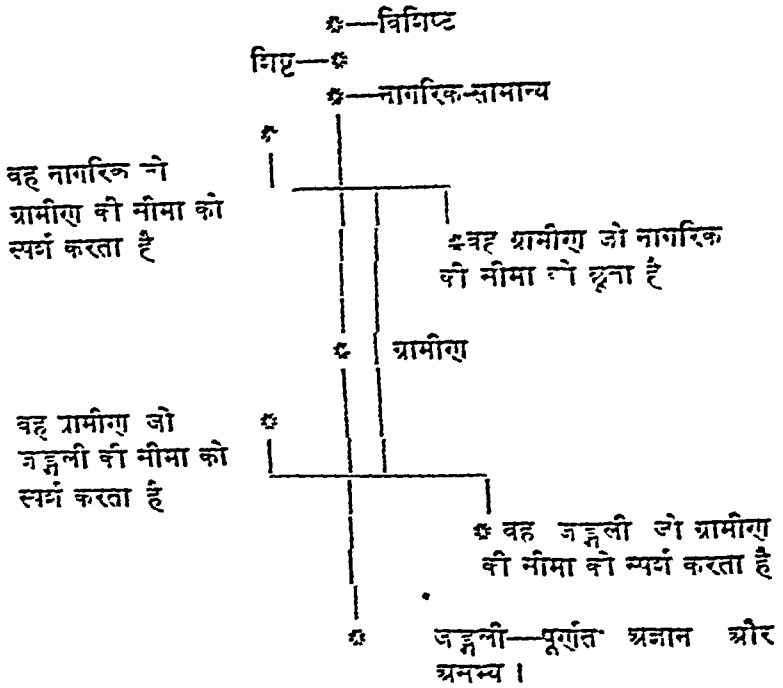 विशिष्ट
शिष्ट
नागरिक-सामान्य
वह नागरिक जो
ग्रामीण की सीमा को
स्पर्श करता है
वह ग्रामीण जो नागरिक
की सीमा को छूता है
ग्रामीण
वह ग्रामीण जो
जङ्गली की सीमा को
स्पर्श करता है
वह जङ्गली जो ग्रामीण
की सीमा को स्पर्श करता है
जङ्गली—पूर्णत अज्ञान और
असभ्य ।